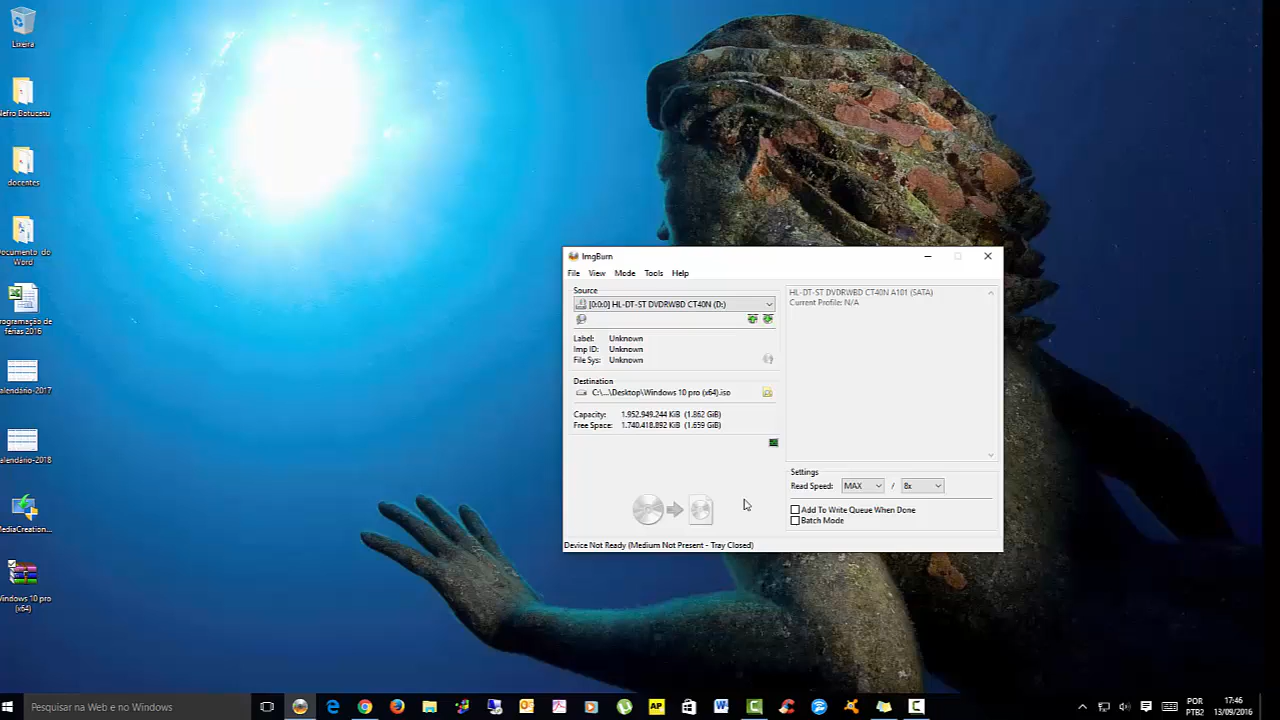 Lixeira
Nefro Botucatu
docentes
Documento do
Word
Programação de
férias 2016
calendário-2017
calendário-2018
MediaCreation...
Windows 10 pro
(x64)
ImgBurn
File View Mode Tools Help
Source
[0:0:0] HL-DT-ST DVDRWBD CT40N (D:)
Label: Unknown
Imp ID: Unknown
File Sys: Unknown
Destination
C:\...\Desktop\Windows 10 pro (x64).iso
Capacity: 1.952.949.244 KiB (1.862 GiB)
Free Space: 1.740.418.892 KiB (1.659 GiB)
HL-DT-ST DVDRWBD CT40N A101 (SATA)
Current Profile: N/A
Settings
Read Speed: MAX / 8x
Add To Write Queue When Done
Batch Mode
Device Not Ready (Medium Not Present - Tray Closed)
Pesquisar na Web e no Windows
AP
POR
PTB2
17:46
13/09/2016